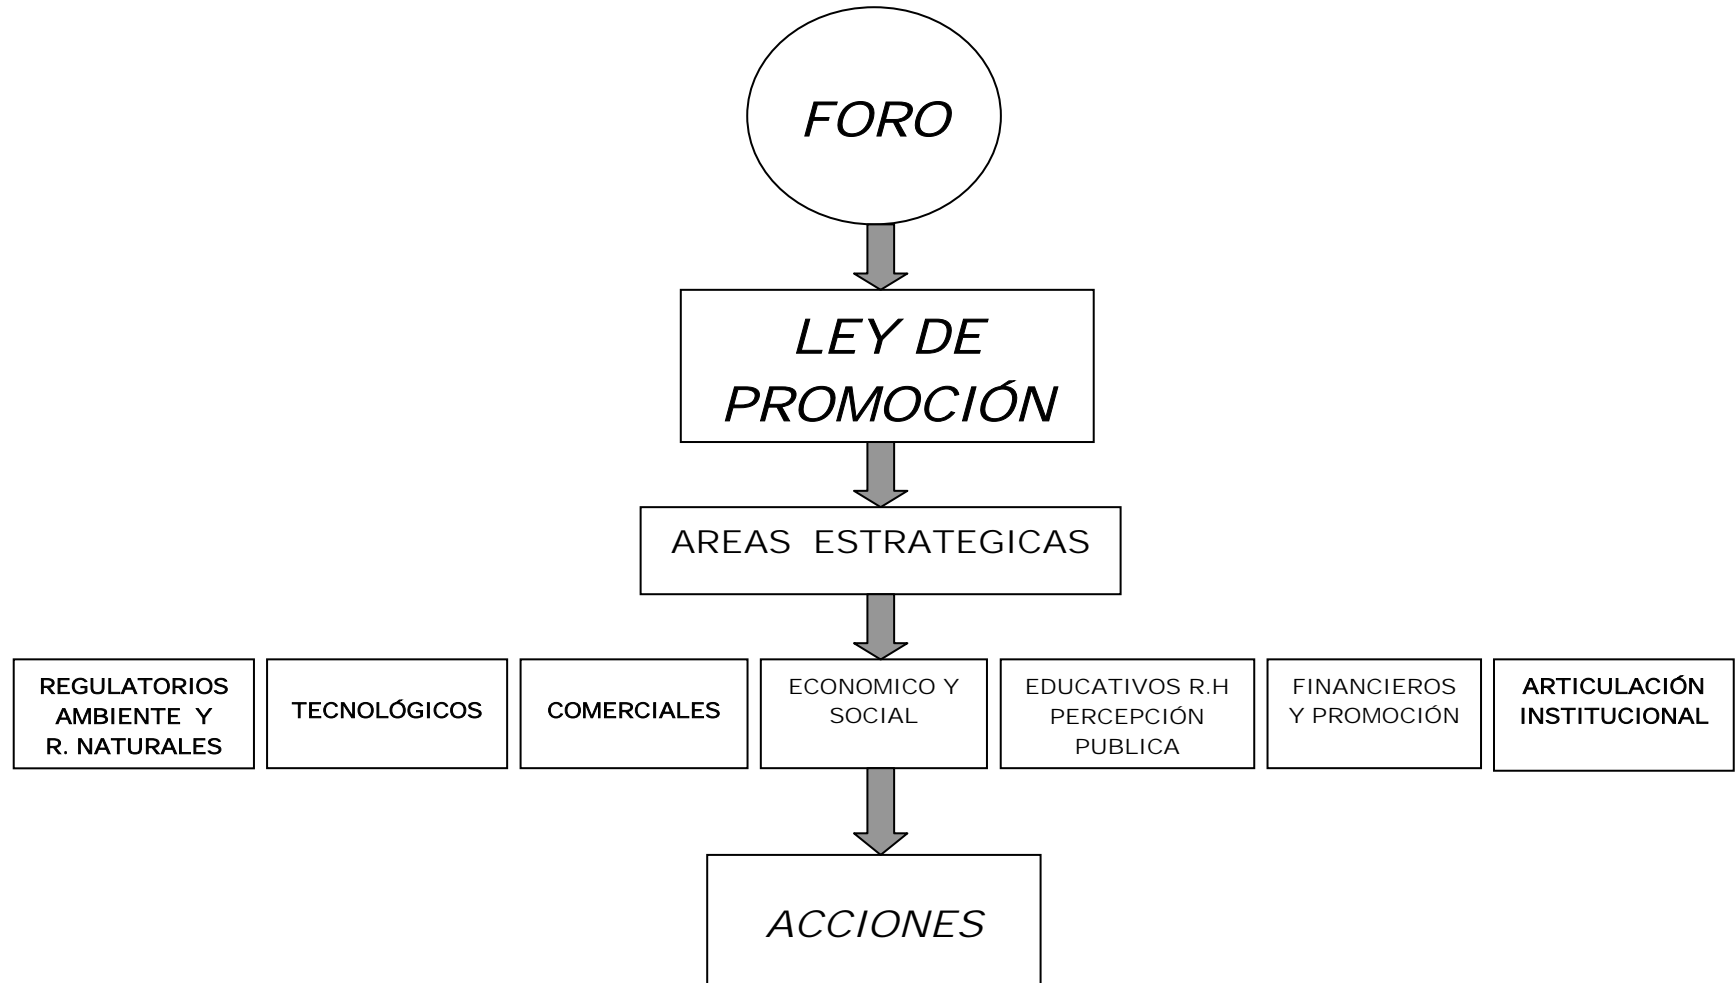 FORO
LEY DE
PROMOCIÓN
AREAS ESTRATEGICAS
REGULATORIOS
AMBIENTE Y
R. NATURALES
TECNOLÓGICOS
COMERCIALES
ECONOMICO Y
SOCIAL
EDUCATIVOS R.H
PERCEPCIÓN
PUBLICA
FINANCIEROS
Y PROMOCIÓN
ARTICULACIÓN
INSTITUCIONAL
ACCIONES